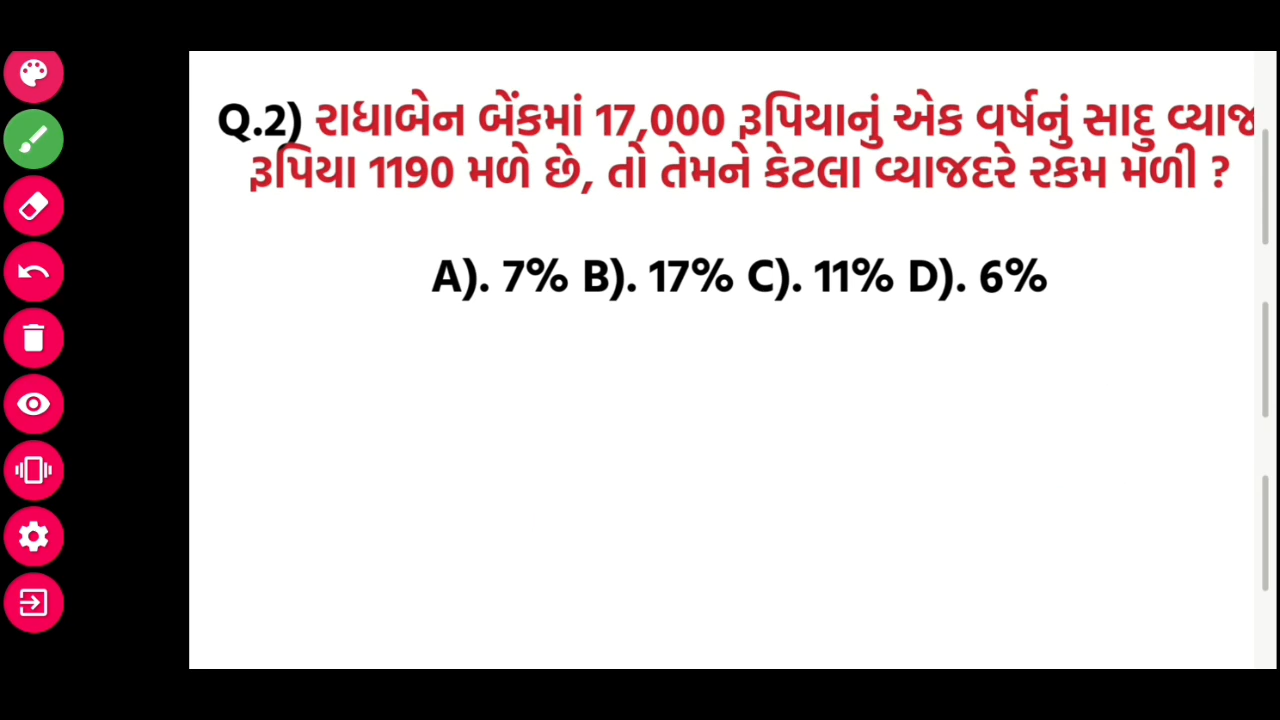 Q.2) રાધાબેન બેંકમાં 17,000 રૂપિયાનું એક વર્ષનું સાદુ વ્યાજ
રૂપિયા 1190 મળે છે, તો તેમને કેટલા વ્યાજદરે રકમ મળી ?
A). 7% B). 17% C). 11% D). 6%